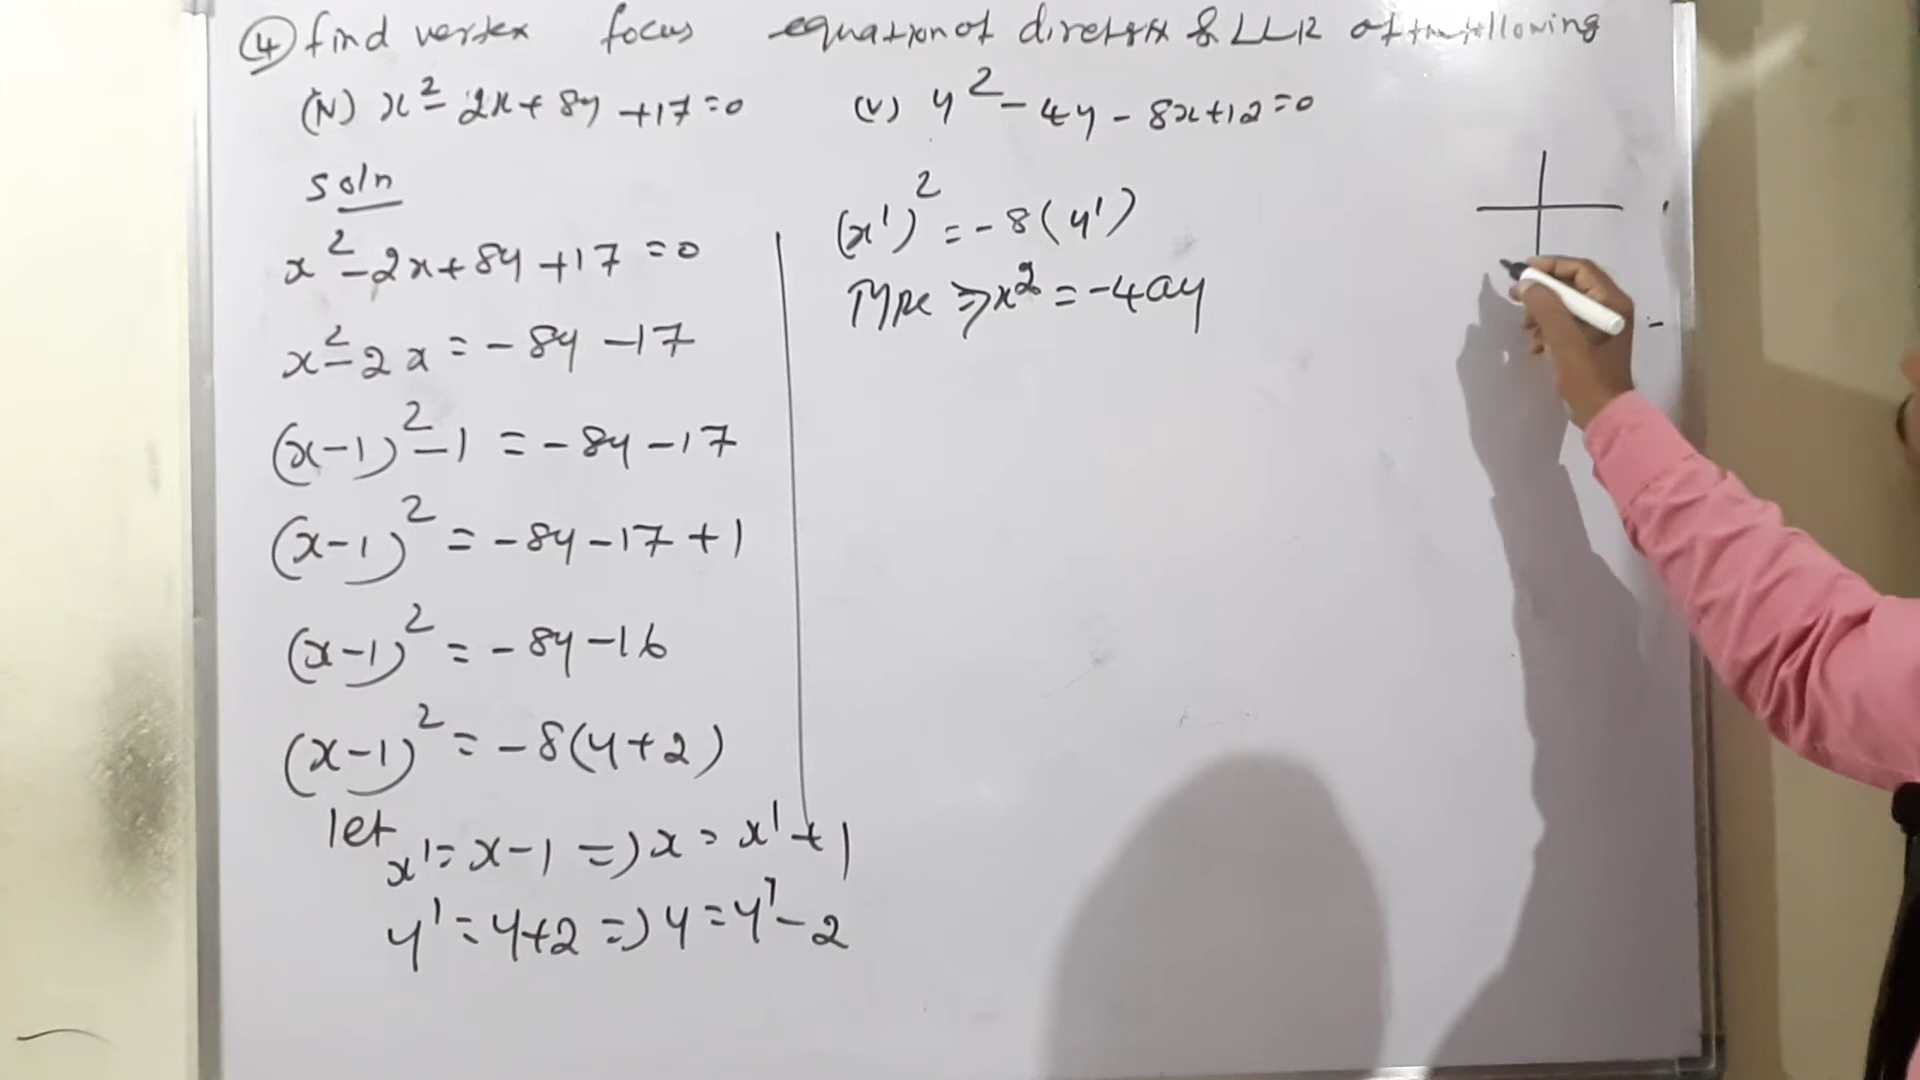 ④ find vertex focus equation of directrix & LLR of the following
(iv) x² - 2x + 8y + 17 = 0 (v) y² - 4y - 8x + 12 = 0
soln
x² - 2x + 8y + 17 = 0
x² - 2x = - 8y - 17
(x-1)² - 1 = - 8y - 17
(x-1)² = - 8y - 17 + 1
(x-1)² = - 8y - 16
(x-1)² = - 8(y+2)
let
x' = x - 1 => x = x' + 1
y' = y+2 => y = y' - 2
(x')² = - 8(y')
Type => x² = -4ay